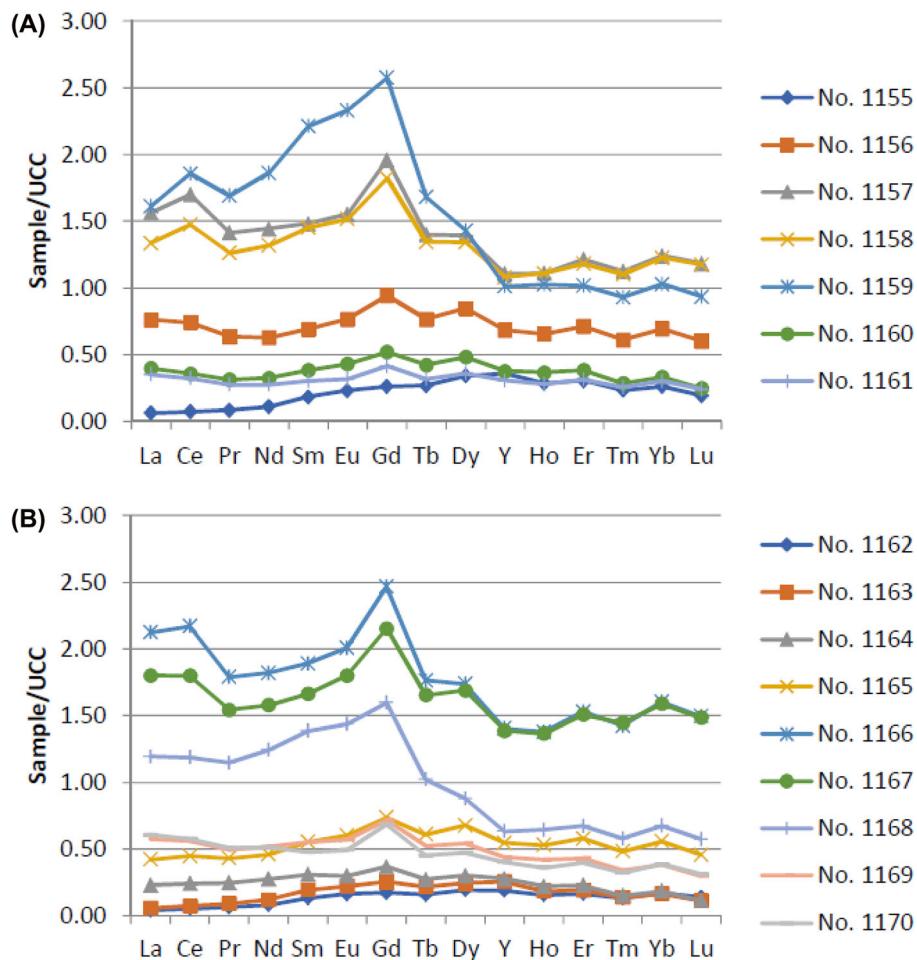 (A)
3.00
2.50
2.00
1.50
1.00
0.50
0.00
Sample/UCC
La Ce Pr Nd Sm Eu Gd Tb Dy Y Ho Er Tm Yb Lu
No. 1155
No. 1156
No. 1157
No. 1158
No. 1159
No. 1160
No. 1161
(B)
3.00
2.50
2.00
1.50
1.00
0.50
0.00
Sample/UCC
La Ce Pr Nd Sm Eu Gd Tb Dy Y Ho Er Tm Yb Lu
No. 1162
No. 1163
No. 1164
No. 1165
No. 1166
No. 1167
No. 1168
No. 1169
No. 1170